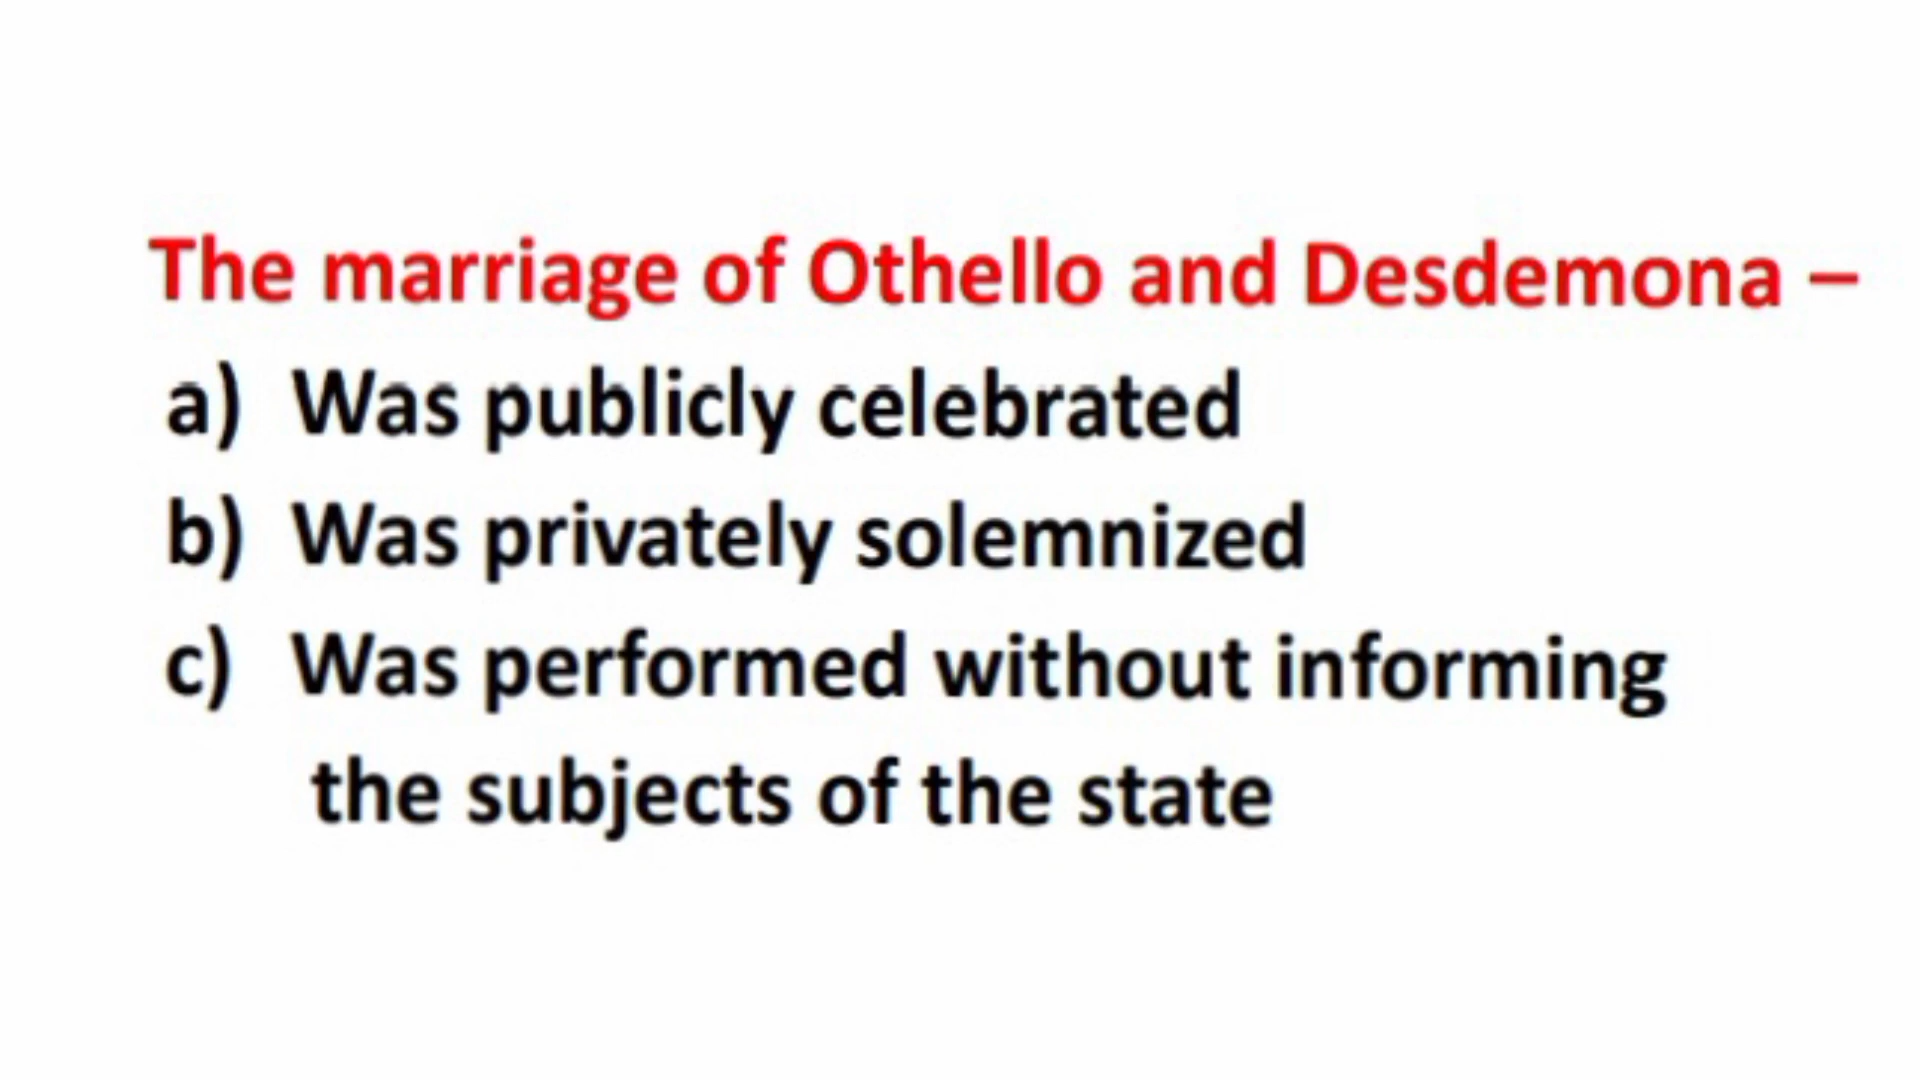 The marriage of Othello and Desdemona –
a) Was publicly celebrated
b) Was privately solemnized
c) Was performed without informing
the subjects of the state